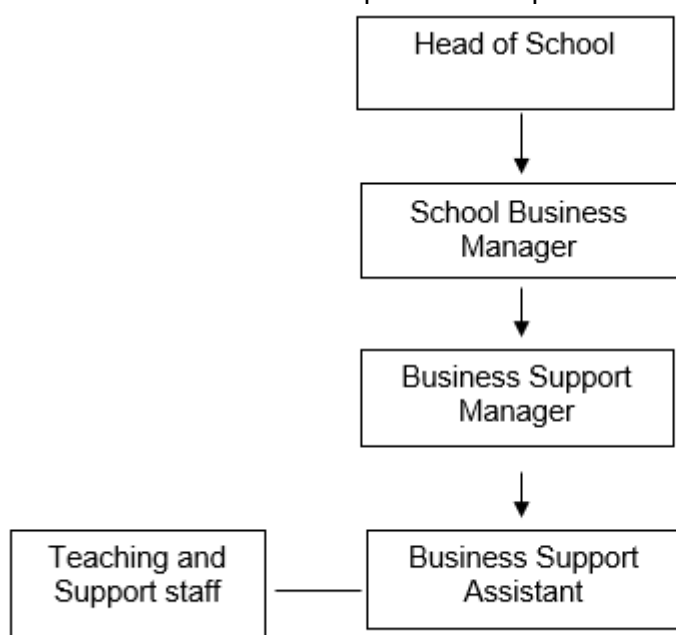 Head of School
School Business
Manager
Business Support
Manager
Teaching and
Support staff
Business Support
Assistant